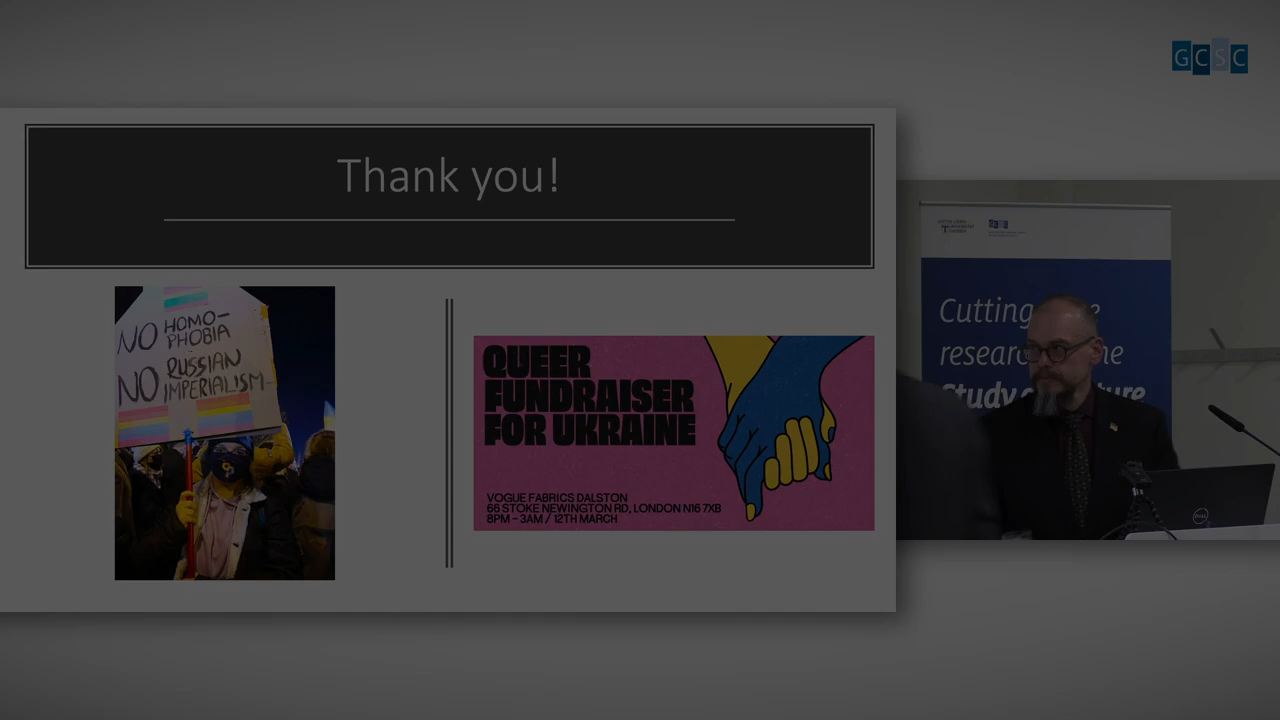 GCSC
Thank you!
NO HOMO-
PHOBIA
NO RUSSIAN
IMPERIALISM
QUEER
FUNDRAISER
FOR UKRAINE
VOGUE FABRICS DALSTON
66 STOKE NEWINGTON RD, LONDON N16 7XB
8PM – 3AM / 12TH MARCH
Cutting
Study
DELL